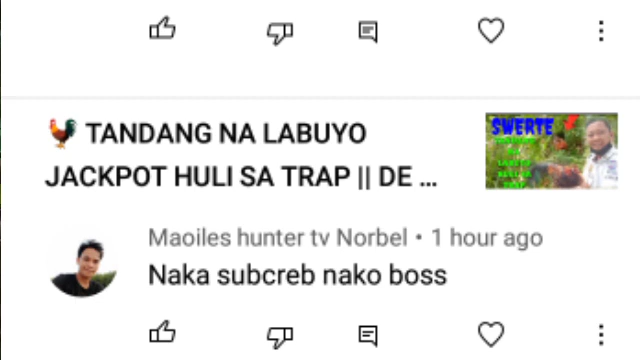 🐓 TANDANG NA LABUYO
JACKPOT HULI SA TRAP || DE ...
SWERTE
Maoiles hunter tv Norbel • 1 hour ago
Naka subcreb nako boss